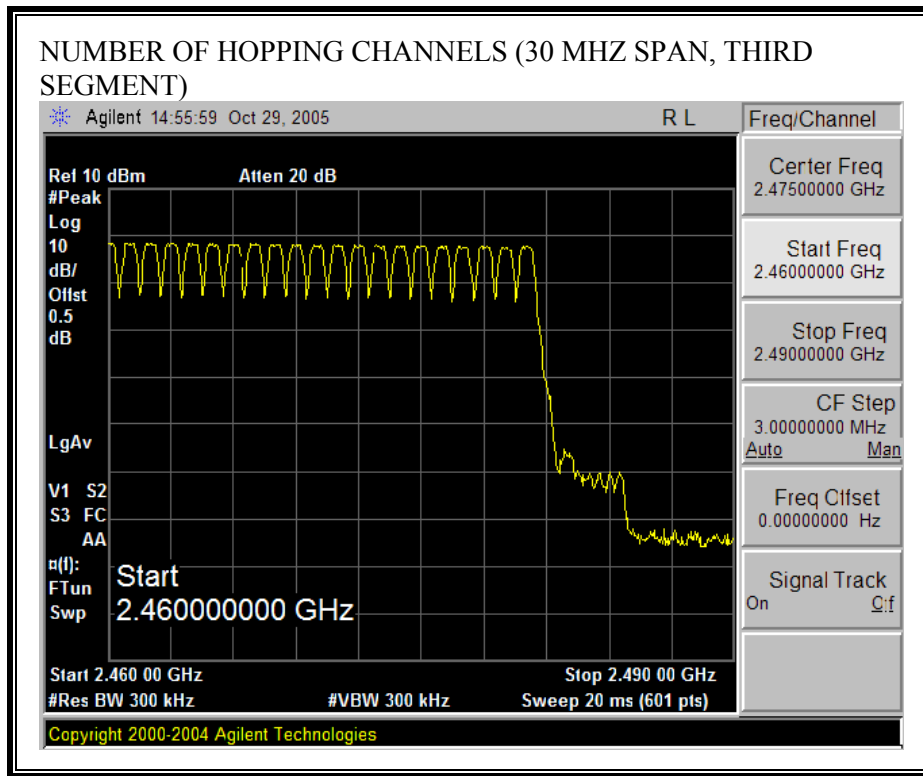 NUMBER OF HOPPING CHANNELS (30 MHZ SPAN, THIRD
SEGMENT)
Agilent 14:55:59 Oct 29, 2005 R L
Freq/Channel
Ref 10 dBm Atten 20 dB
#Peak
Log
10
dB/
Offst
0.5
dB
LgAv
V1 S2
S3 FC
AA
¤(f):
FTun
Swp
Start
2.460000000 GHz
Start 2.460 00 GHz Stop 2.490 00 GHz
#Res BW 300 kHz #VBW 300 kHz Sweep 20 ms (601 pts)
Copyright 2000-2004 Agilent Technologies
Center Freq
2.47500000 GHz
Start Freq
2.46000000 GHz
Stop Freq
2.49000000 GHz
CF Step
3.00000000 MHz
Auto Man
Freq Offset
0.00000000 Hz
Signal Track
On Off